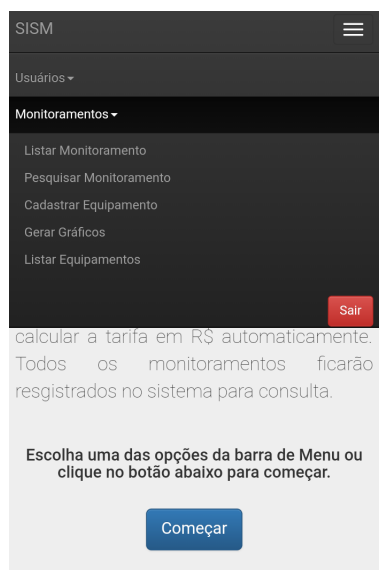 SISM
Usuários
Monitoramentos
Listar Monitoramento
Pesquisar Monitoramento
Cadastrar Equipamento
Gerar Gráficos
Listar Equipamentos
Sair
calcular a tarifa em R$ automaticamente.
Todos os monitoramentos ficarão
resgistrados no sistema para consulta.
Escolha uma das opções da barra de Menu ou
clique no botão abaixo para começar.
Começar